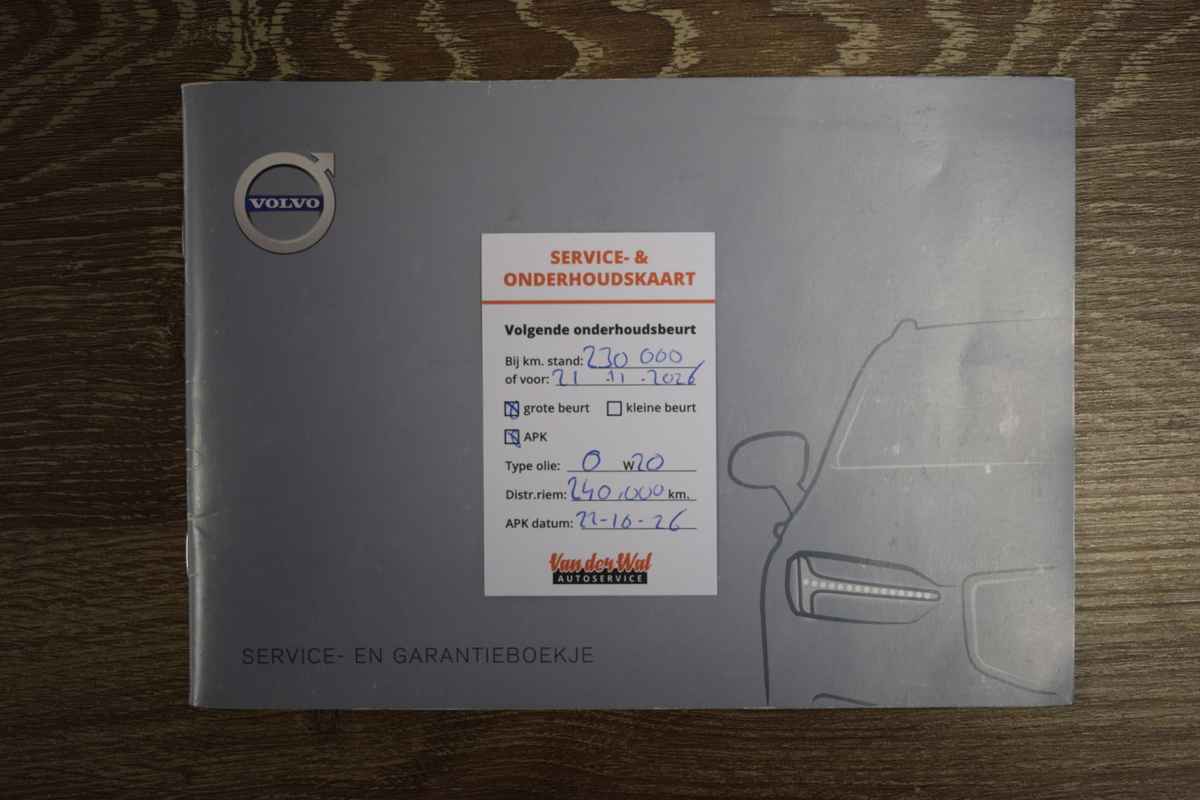 VOLVO
SERVICE- &
ONDERHOUDSKAART
Volgende onderhoudsbeurt
Bij km. stand: 230 000
of voor: 21 .11 .2026
grote beurt kleine beurt
APK
Type olie: 0 W20
Distr.riem: 240.000 km.
APK datum: 22-10-26
Van der Wal
AUTOSERVICE
SERVICE- EN GARANTIEBOEKJE